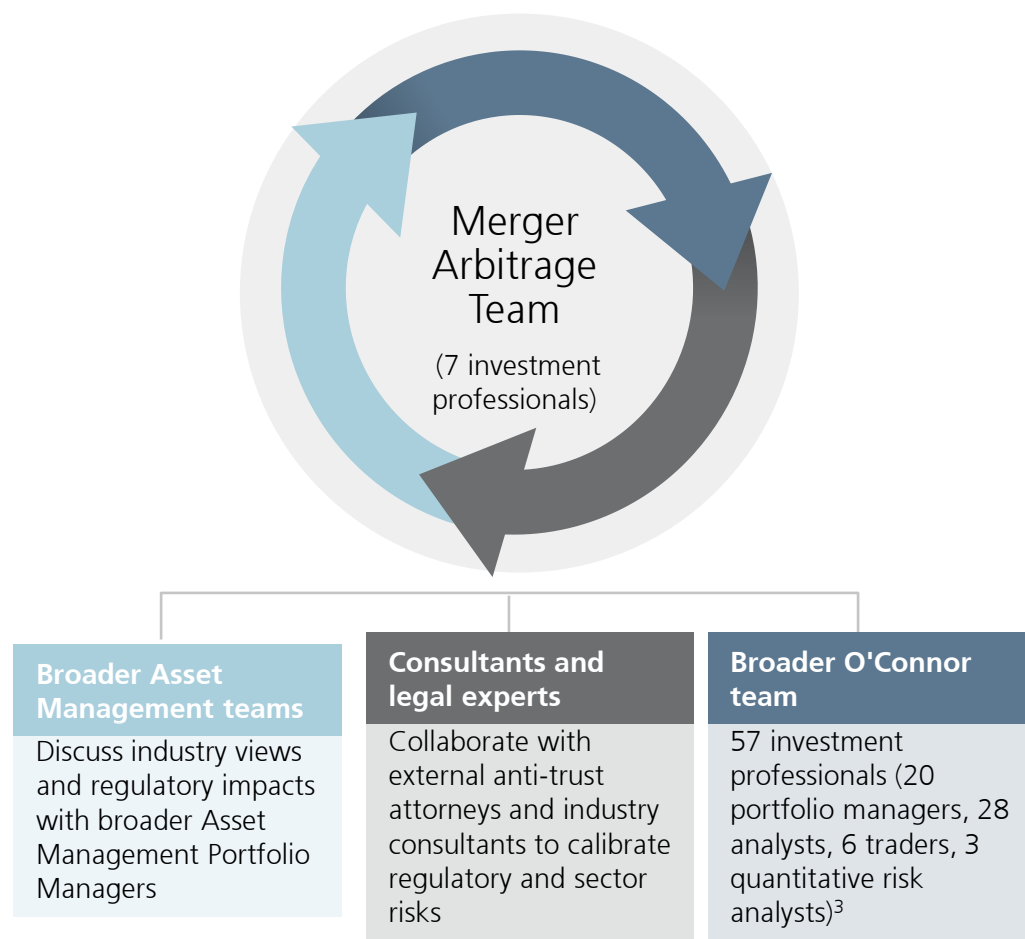 Merger
Arbitrage
Team
(7 investment
professionals)
Broader Asset
Management teams
Discuss industry views
and regulatory impacts
with broader Asset
Management Portfolio
Managers
Consultants and
legal experts
Collaborate with
external anti-trust
attorneys and industry
consultants to calibrate
regulatory and sector
risks
Broader O'Connor
team
57 investment
professionals (20
portfolio managers, 28
analysts, 6 traders, 3
quantitative risk
analysts)³